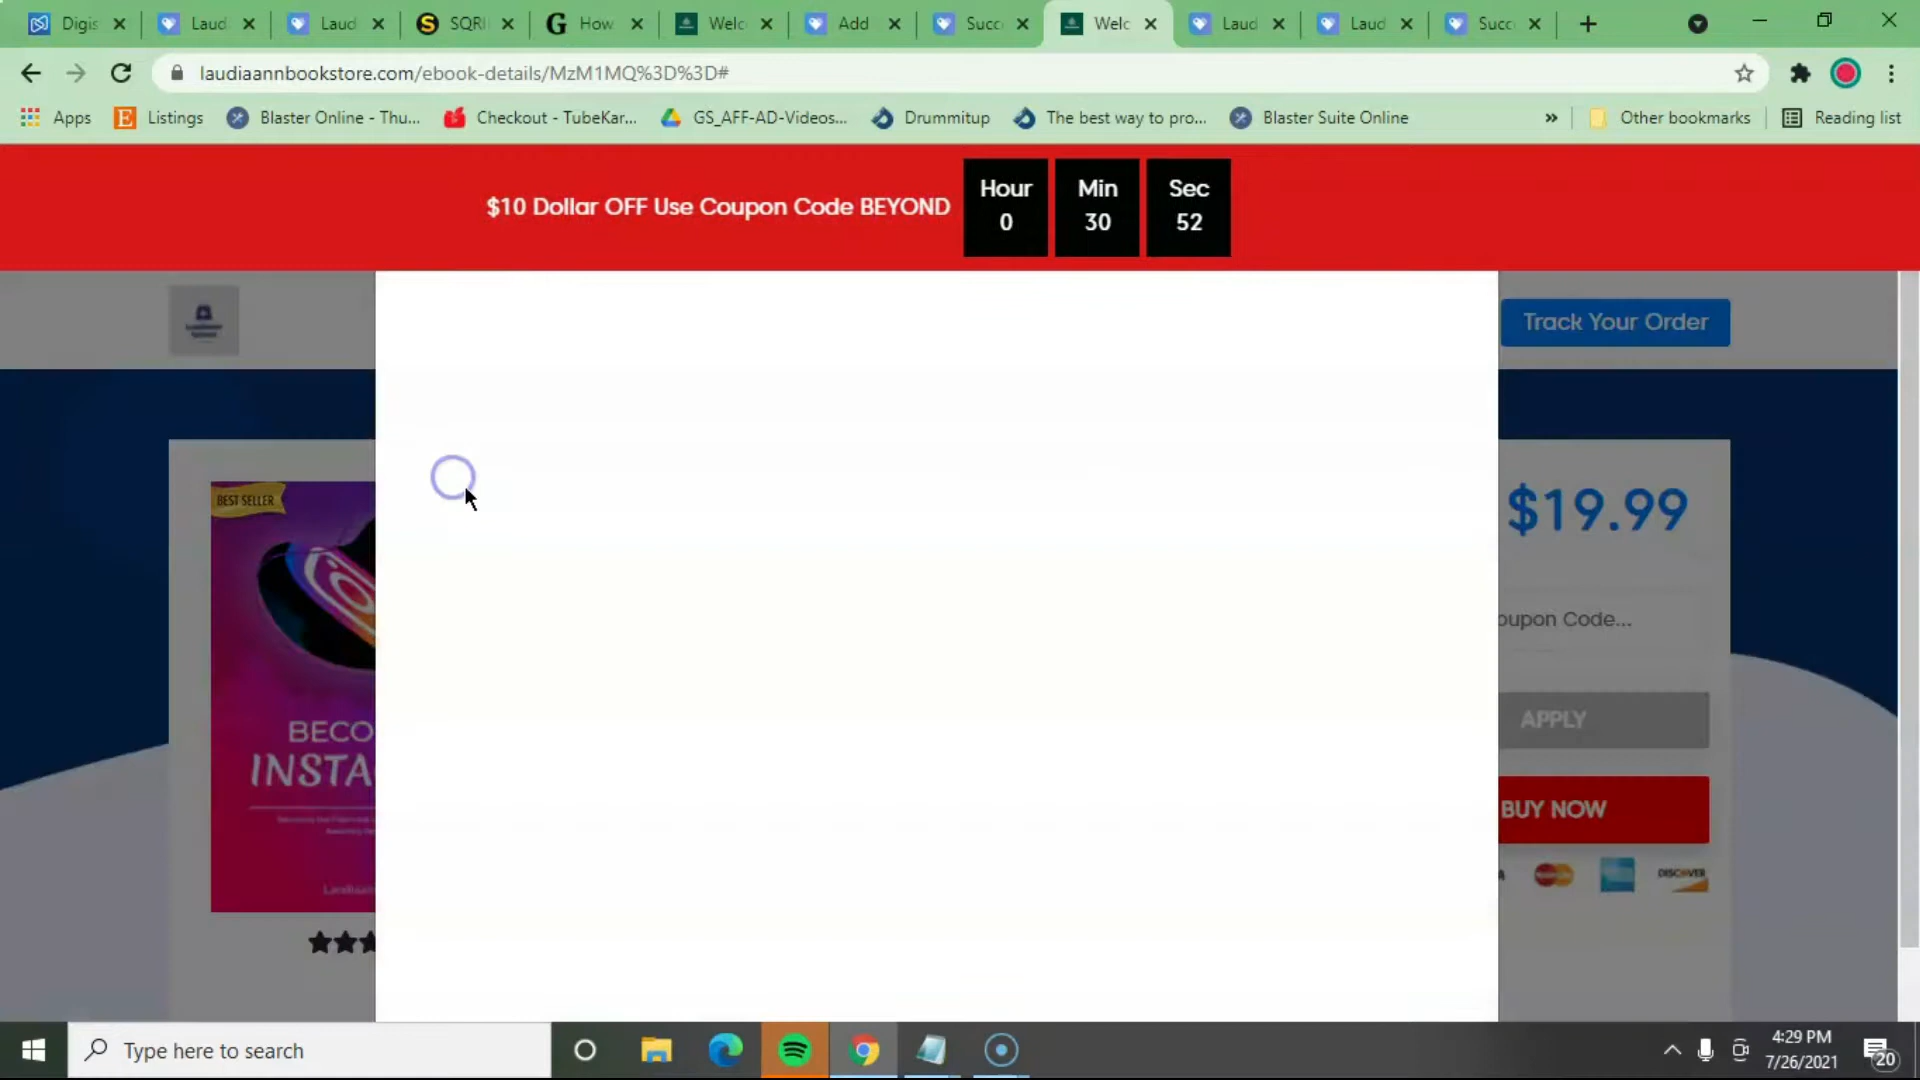 Digis
Laud
Laud
SQRI
How
Welc
Add
Succ
Welc
Laud
Laud
Succ
laudiaannbookstore.com/ebook-details/MzM1MQ%3D%3D#
Apps
Listings
Blaster Online - Thu...
Checkout - TubeKar...
GS_AFF-AD-Videos...
Drummitup
The best way to pro...
Blaster Suite Online
»
Other bookmarks
Reading list
$10 Dollar OFF Use Coupon Code BEYOND
Hour
0
Min
30
Sec
52
Track Your Order
BEST SELLER
BECO
INSTA
$19.99
oupon Code...
APPLY
BUY NOW
DISCOVER
Type here to search
4:29 PM
7/26/2021
20